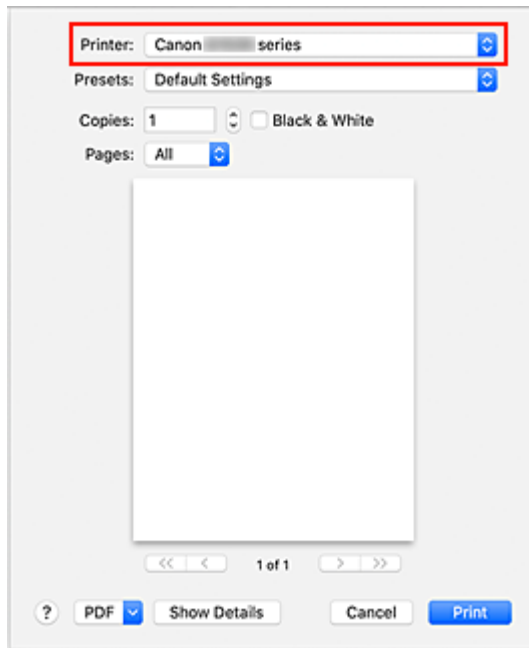 Printer: Canon series
Presets: Default Settings
Copies: 1 Black & White
Pages: All
<< < 1 of 1 > >>
? PDF Show Details Cancel Print